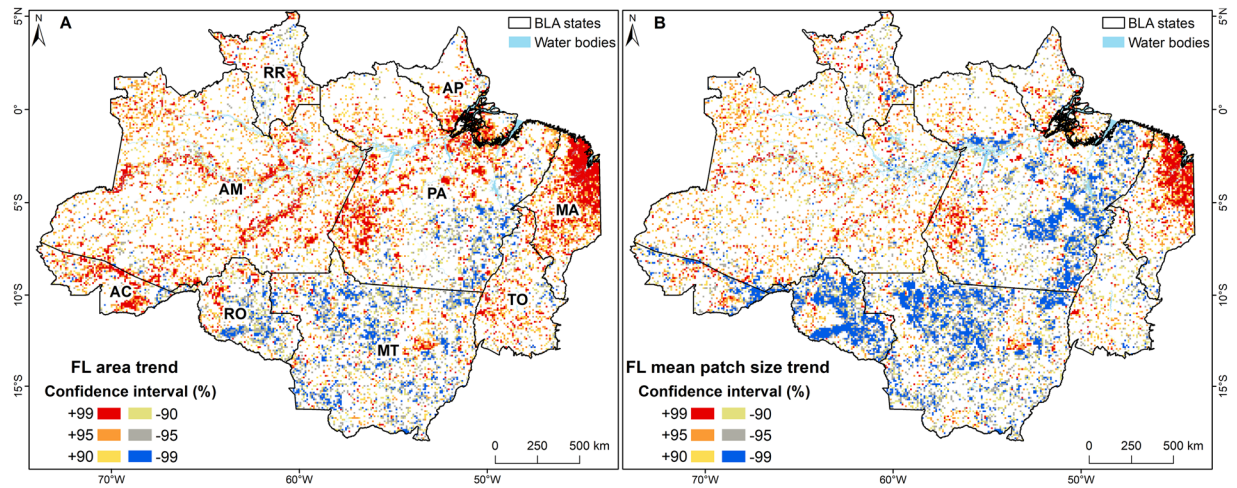 A
BLA states
Water bodies
RR
AP
AM
PA
MA
AC
RO
TO
MT
FL area trend
Confidence interval (%)
+99 -90
+95 -95
+90 -99
0 250 500 km
5°N
0°
5°S
10°S
15°S
70°W 60°W 50°W
B
BLA states
Water bodies
FL mean patch size trend
Confidence interval (%)
+99 -90
+95 -95
+90 -99
0 250 500 km
5°N
0°
5°S
10°S
15°S
70°W 60°W 50°W